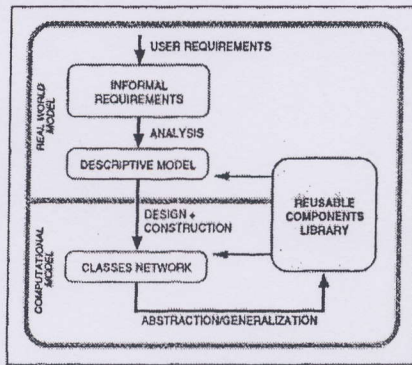 USER REQUIREMENTS
INFORMAL
REQUIREMENTS
REAL WORLD
MODEL
ANALYSIS
DESCRIPTIVE MODEL
REUSABLE
COMPONENTS
LIBRARY
DESIGN +
CONSTRUCTION
COMPUTATIONAL
MODEL
CLASSES NETWORK
ABSTRACTION/GENERALIZATION